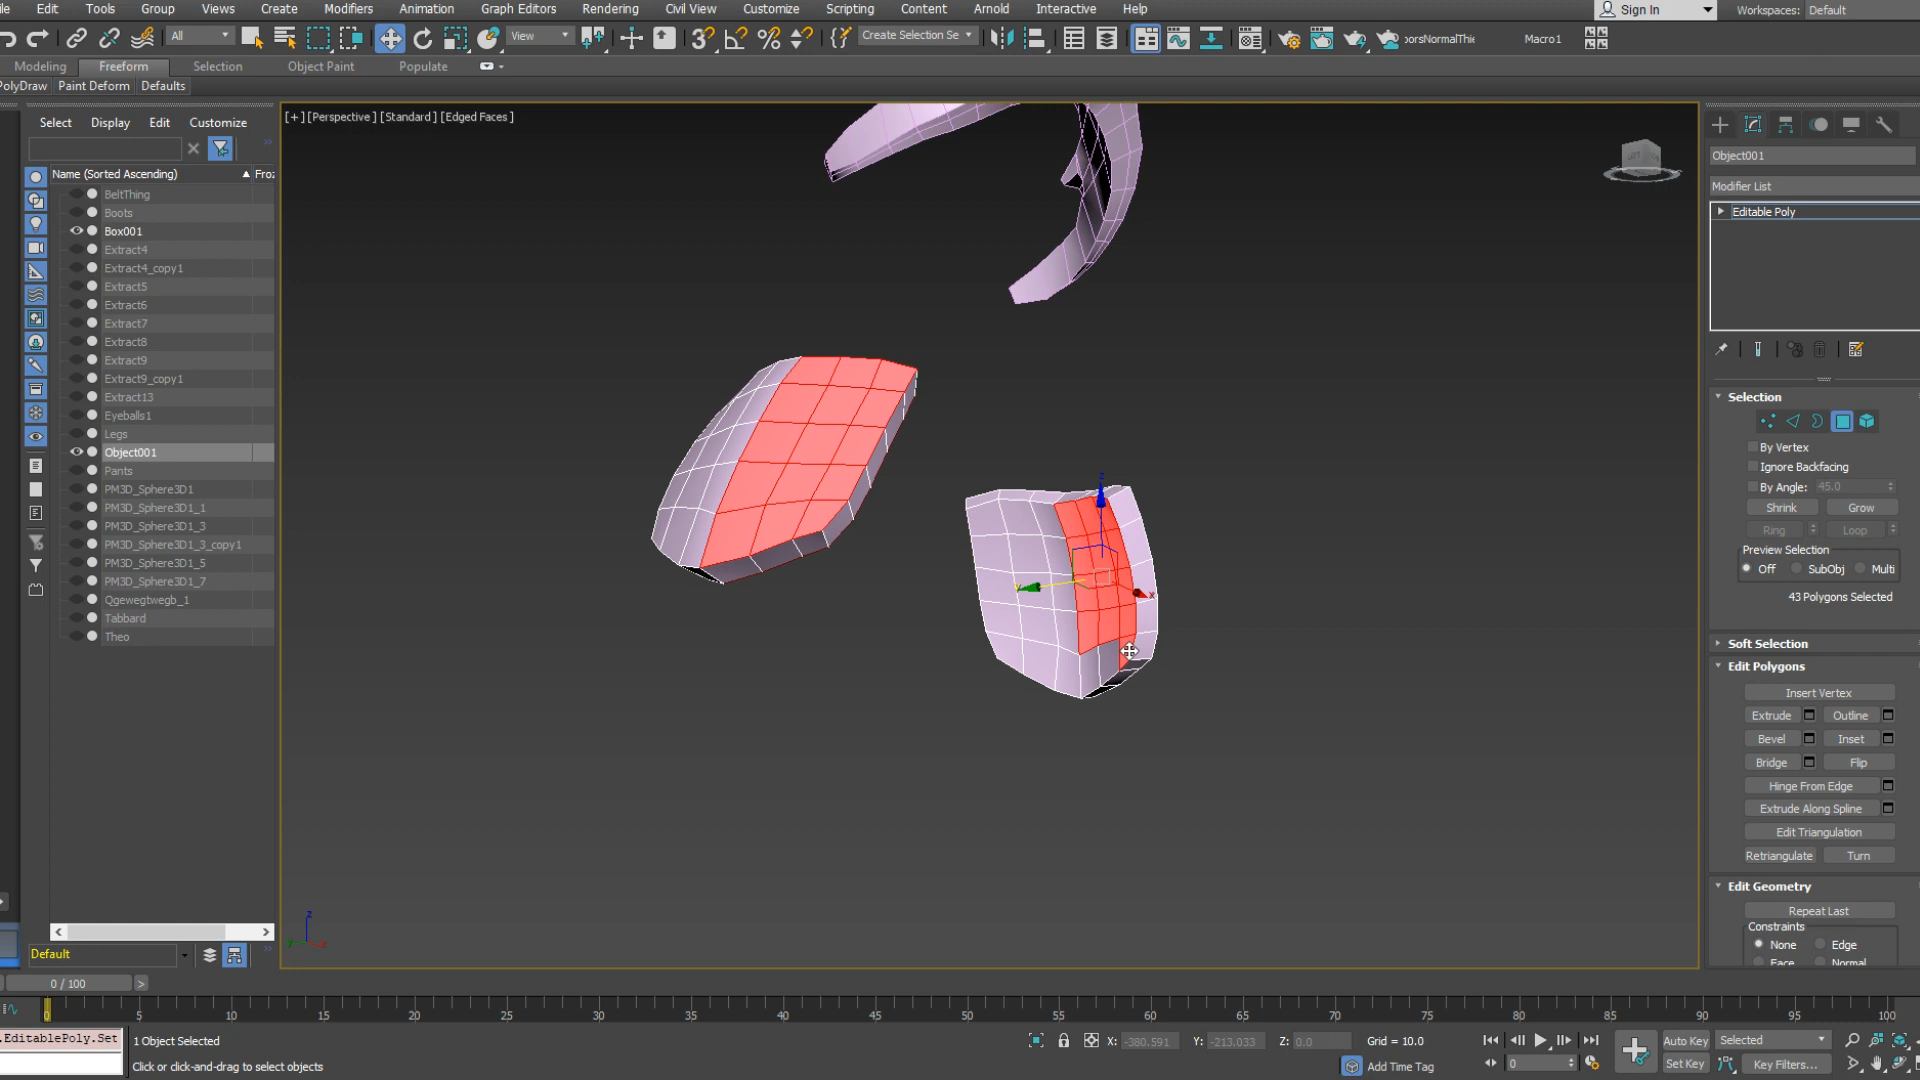 Edit Tools Group Views Create Modifiers Animation Graph Editors Rendering Civil View Customize Scripting Content Arnold Interactive Help Sign In Workspaces: Default
All View Create Selection Se Macro1
Modeling Freeform Selection Object Paint Populate
PolyDraw Paint Deform Defaults
Select Display Edit Customize
[+] [Perspective] [Standard] [Edged Faces]
Name (Sorted Ascending) ▲ Froz
BeltThing
Boots
Box001
Extract4
Extract4_copy1
Extract5
Extract6
Extract7
Extract8
Extract9
Extract9_copy1
Extract13
Eyeballs1
Legs
Object001
Pants
PM3D_Sphere3D1
PM3D_Sphere3D1_1
PM3D_Sphere3D1_3
PM3D_Sphere3D1_3_copy1
PM3D_Sphere3D1_5
PM3D_Sphere3D1_7
Qgewegtwegb_1
Tabbard
Theo
Default
z
x
z
Object001
Modifier List
Editable Poly
Selection
By Vertex
Ignore Backfacing
By Angle: 45.0
Shrink Grow
Ring Loop
Preview Selection
Off SubObj Multi
43 Polygons Selected
Soft Selection
Edit Polygons
Insert Vertex
Extrude Outline
Bevel Inset
Bridge Flip
Hinge From Edge
Extrude Along Spline
Edit Triangulation
Retriangulate Turn
Edit Geometry
Repeat Last
Constraints
None Edge
Face Normal
0 / 100 >
0 5 10 15 20 25 30 35 40 45 50 55 60 65 70 75 80 85 90 95 100
.EditablePoly.Set 1 Object Selected X: -380.591 Y: -213.033 Z: 0.0 Grid = 10.0 Auto Key Selected
Click or click-and-drag to select objects Add Time Tag 0 Set Key Key Filters...